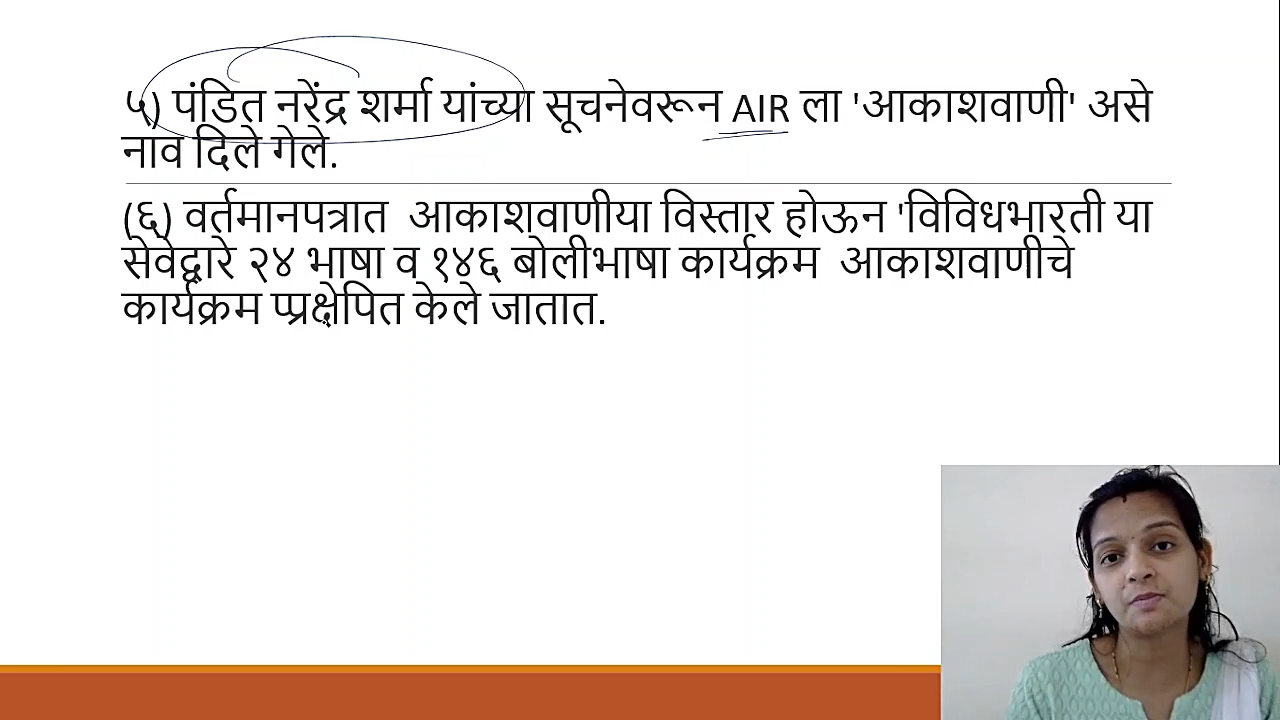 ५) पंडित नरेंद्र शर्मा यांच्या सूचनेवरून AIR ला 'आकाशवाणी' असे
नाव दिले गेले.
(६) वर्तमानपत्रात आकाशवाणीया विस्तार होऊन 'विविधभारती या
सेवेद्वारे २४ भाषा व १४६ बोलीभाषा कार्यक्रम आकाशवाणीचे
कार्यक्रम प्प्रक्षेपित केले जातात.